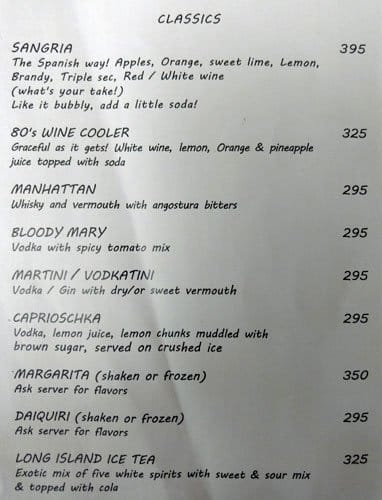 CLASSICS
SANGRIA 395
The Spanish way! Apples, Orange, sweet lime, Lemon,
Brandy, Triple sec, Red / White wine
(what's your take!)
Like it bubbly, add a little soda!
80's WINE COOLER 325
Graceful as it gets! White wine, lemon, Orange & pineapple
juice topped with soda
MANHATTAN 295
Whisky and vermouth with angostura bitters
BLOODY MARY 295
Vodka with spicy tomato mix
MARTINI / VODKATINI 295
Vodka / Gin with dry/or sweet vermouth
CAPRIOSCHKA 295
Vodka, lemon juice, lemon chunks muddled with
brown sugar, served on crushed ice
MARGARITA (shaken or frozen) 350
Ask server for flavors
DAIQUIRI (shaken or frozen) 295
Ask server for flavors
LONG ISLAND ICE TEA 325
Exotic mix of five white spirits with sweet & sour mix
& topped with cola